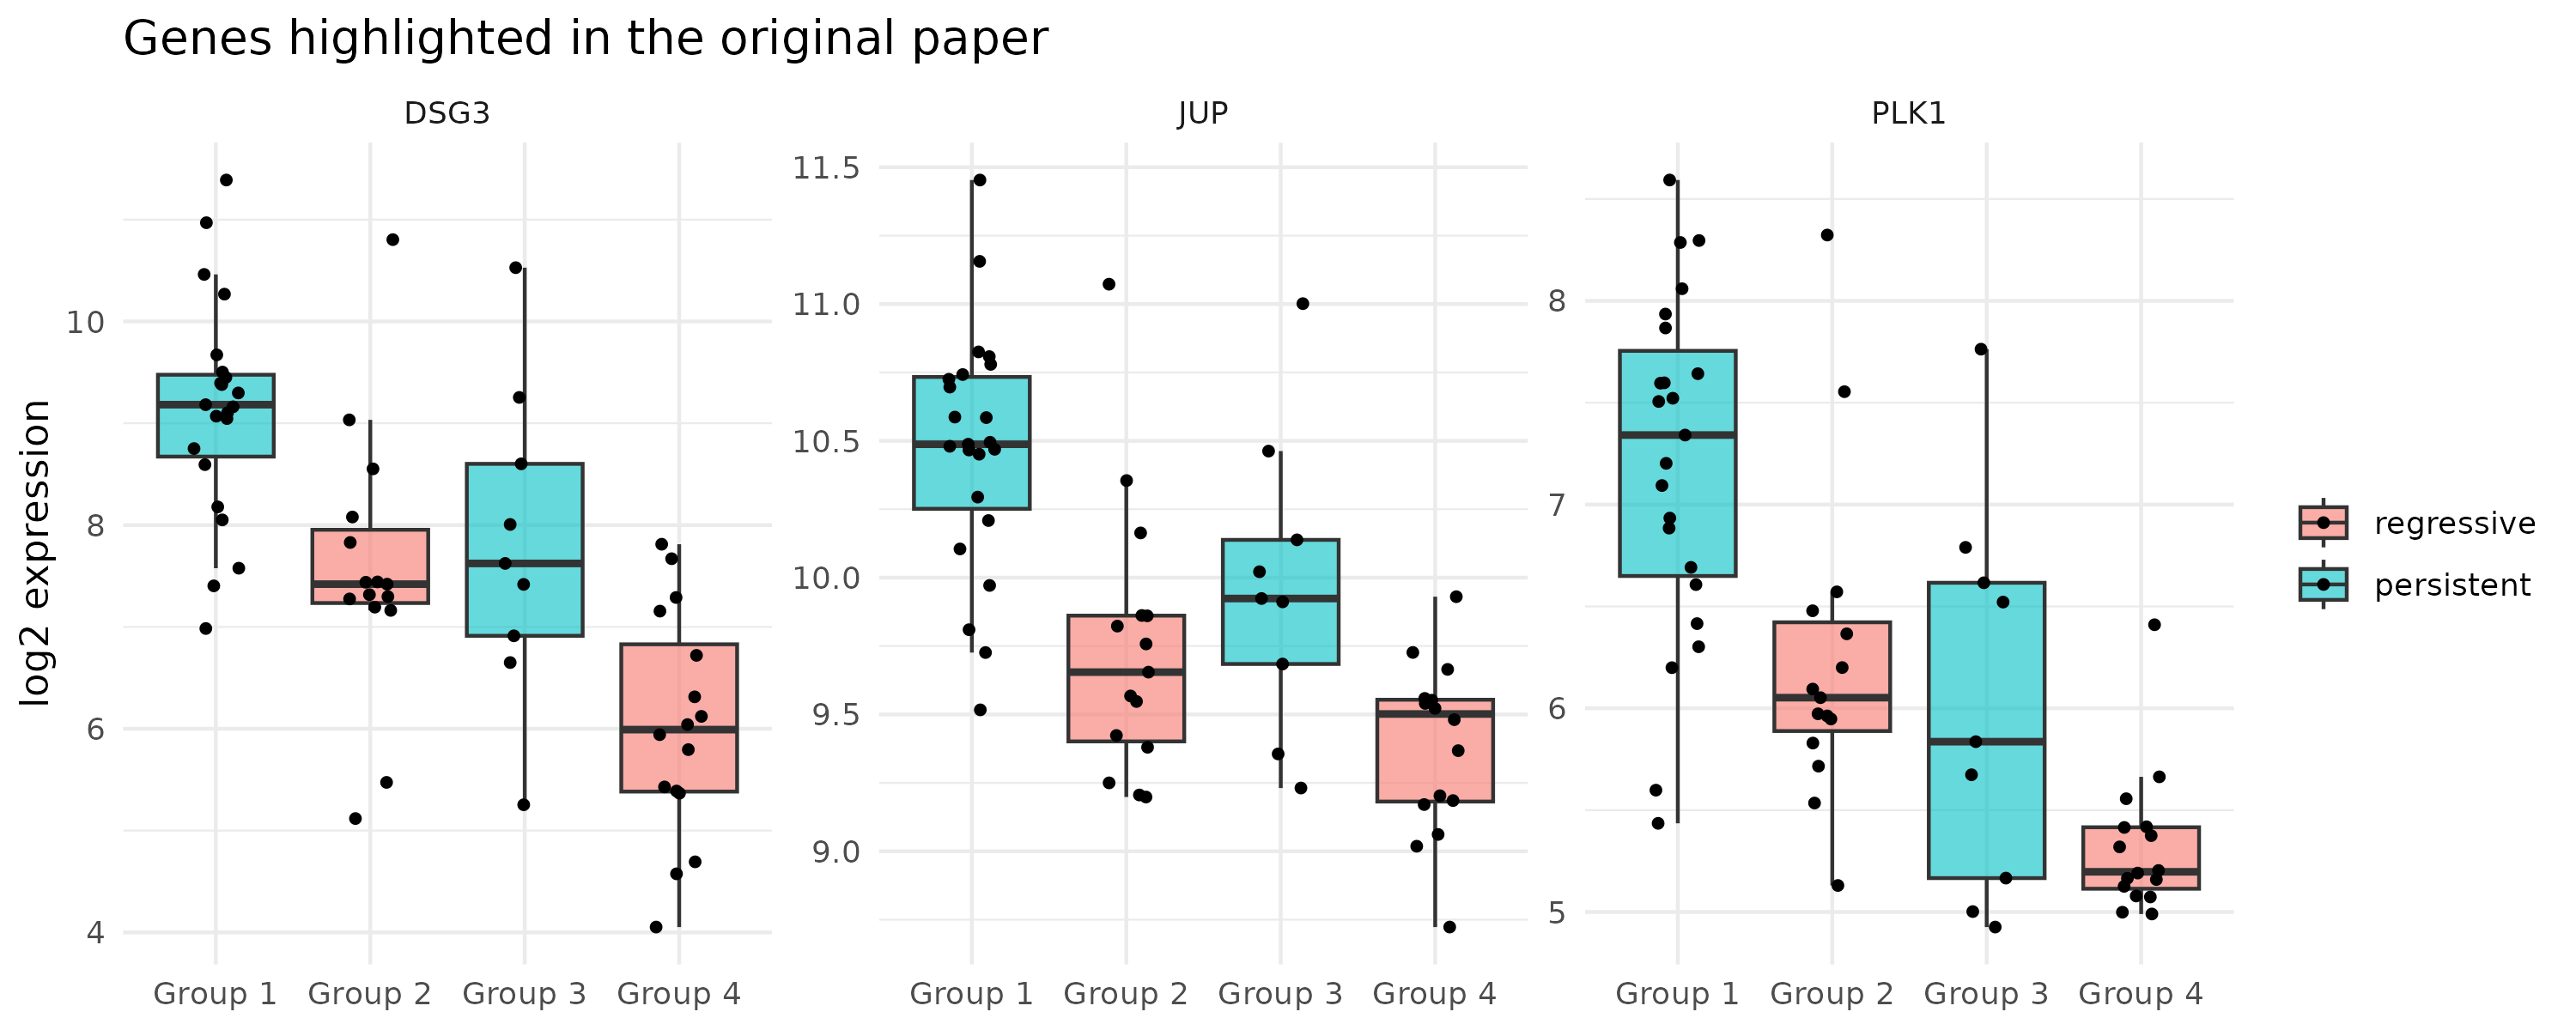 Genes highlighted in the original paper
DSG3
JUP
PLK1
log2 expression
10
8
6
4
11.5
11.0
10.5
10.0
9.5
9.0
8
7
6
5
Group 1 Group 2 Group 3 Group 4
Group 1 Group 2 Group 3 Group 4
Group 1 Group 2 Group 3 Group 4
regressive
persistent